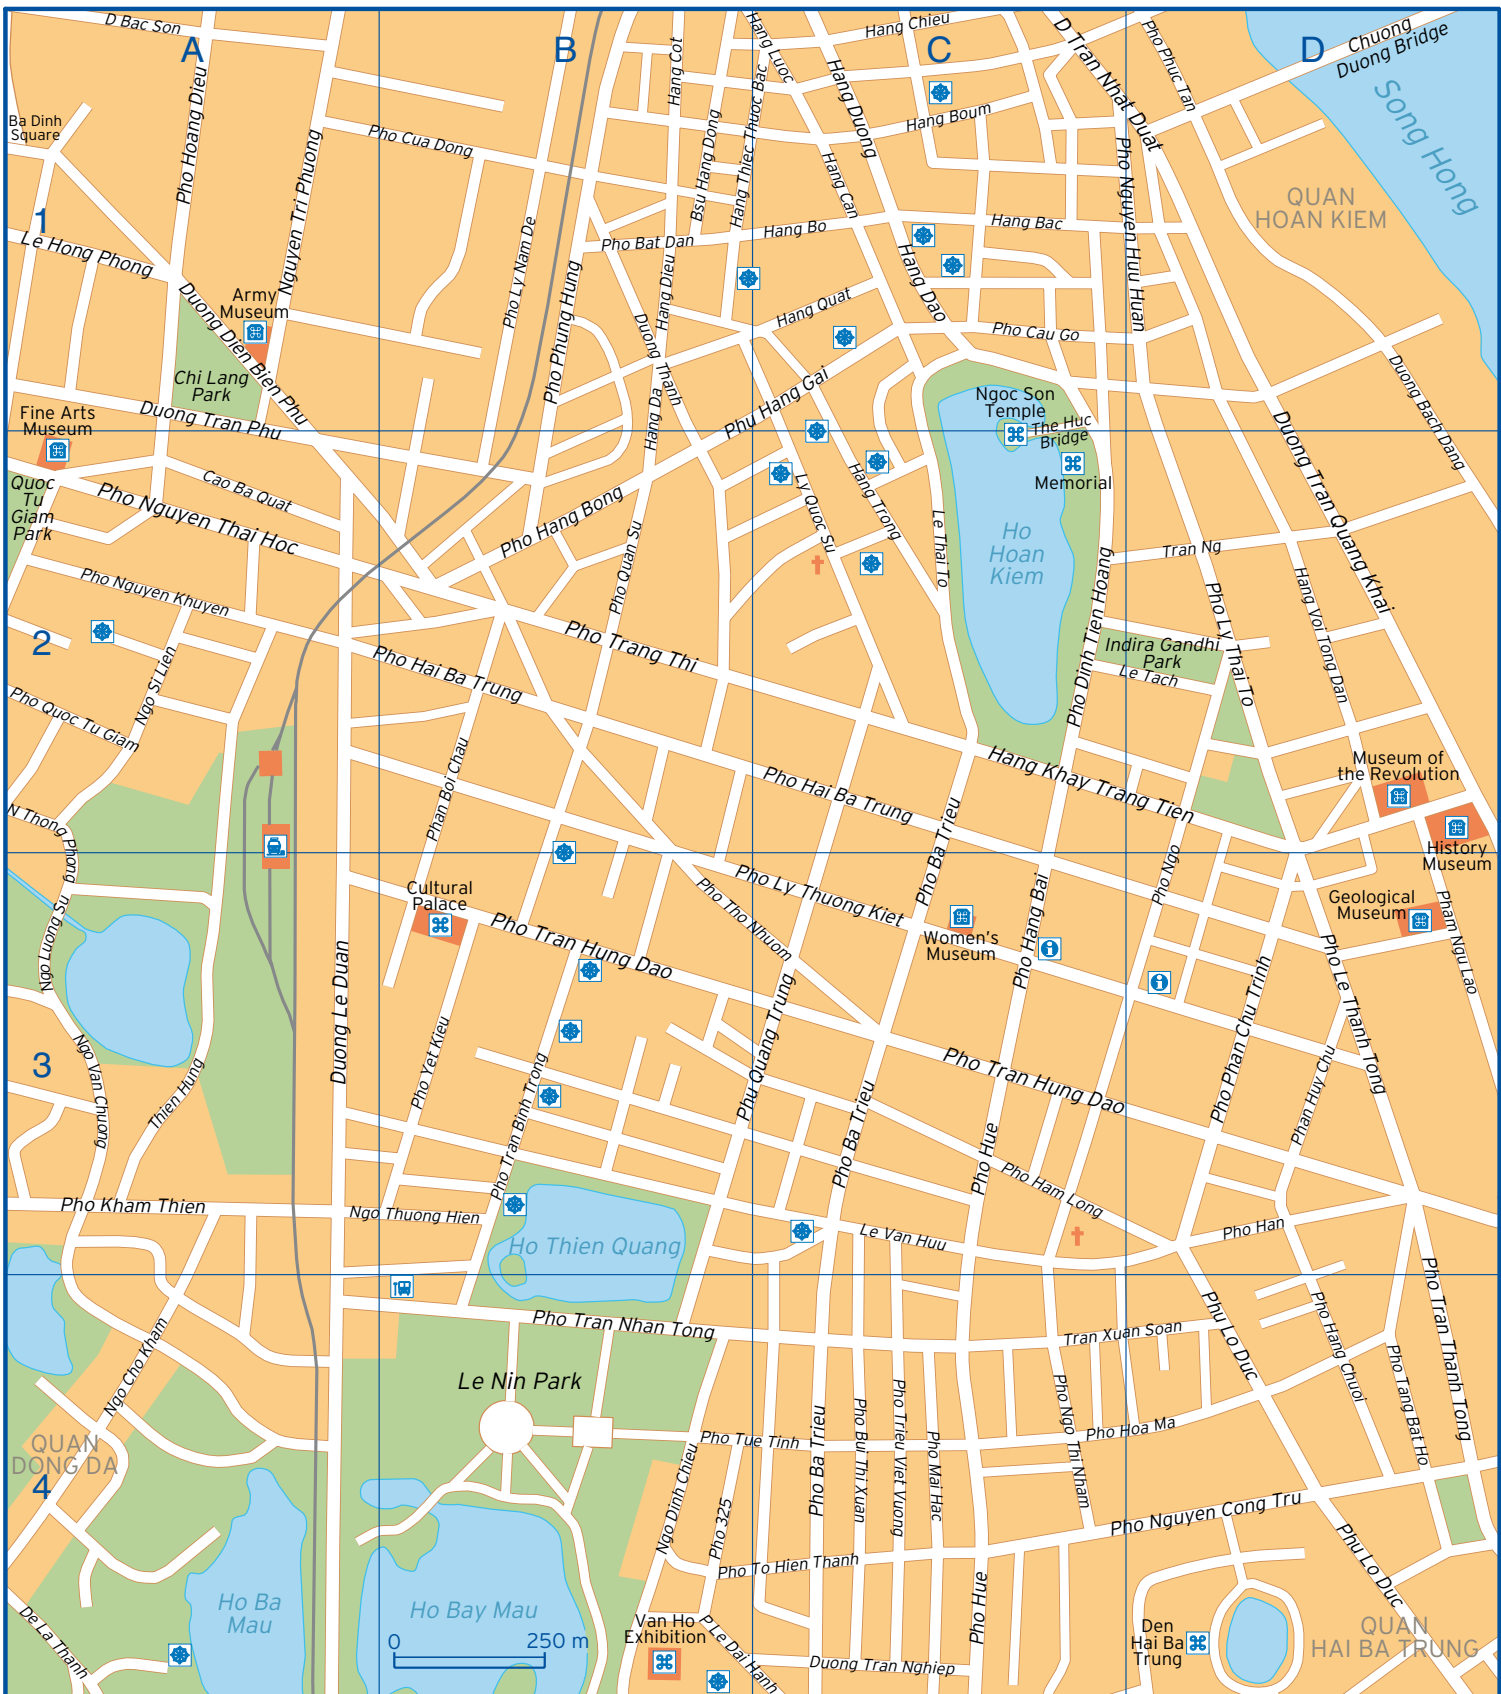 D Bac Son
A
B
C
D
Chuong
Duong Bridge
Song Hong
Hang Chieu
Hang Luoc
Hang Cot
D Tran Nhat Duat
Pho Phuc Tan
Pho Hoang Dieu
Ba Dinh
Square
Nguyen Tri Phuong
Pho Cua Dong
Bsu Hang Dong
Hang Thiec Thuoc Bac
Hang Duong
Hang Boum
Hang Can
Pho Nguyen Huu Huan
QUAN
HOAN KIEM
1
Le Hong Phong
Pho Ly Nam De
Pho Bat Dan
Hang Bo
Hang Bac
Hang Dao
Army
Museum
Duong Dien Bien Phu
Pho Phung Hung
Hang Dieu
Duong Thanh
Hang Quat
Pho Cau Go
Chi Lang
Park
Duong Tran Phu
Fine Arts
Museum
Hang Da
Phu Hang Gai
Ngoc Son
Temple
The Huc
Bridge
Memorial
Duong Bach Dang
Duong Tran Quang Khai
Quoc
Tu
Giam
Park
Cao Ba Quat
Pho Nguyen Thai Hoc
Pho Hang Bong
Pho Quan Su
Ly Quoc Su
Hang Trong
Le Thai To
Ho
Hoan
Kiem
Tran Ng
Pho Nguyen Khuyen
Pho Dinh Tien Hoang
Pho Ly Thai To
Hang Voi Tong Dan
2
Ngo Si Lien
Pho Trang Thi
Pho Hai Ba Trung
Indira Gandhi
Park
Le Tach
Pho Quoc Tu Giam
Phan Boi Chau
Hang Khay Trang Tien
Museum of
the Revolution
Pho Hai Ba Trung
N Thong Phong
History
Museum
Pho Ba Trieu
Pho Ngo
Cultural
Palace
Pho Ly Thuong Kiet
Pho Tho Nhuom
Pho Hang Bai
Women's
Museum
Geological
Museum
Pham Ngu Lao
Ngo Luong Su
Duong Le Duan
Pho Tran Hung Dao
Phu Quang Trung
Pho Phan Chu Trinh
Pho Le Thanh Tong
3
Ngo Van Chuong
Thien Hung
Pho Yet Kieu
Pho Tran Binh Trong
Pho Tran Hung Dao
Phan Huy Chu
Pho Ba Trieu
Pho Hue
Pho Ham Long
Pho Kham Thien
Ngo Thuong Hien
Ho Thien Quang
Le Van Huu
Pho Han
Pho Tran Nhan Tong
Tran Xuan Soan
Phu Lo Duc
Pho Hang Chuoi
Pho Tran Thanh Tong
Ngo Cho Kham
Le Nin Park
Pho Tang Bat Ho
Pho Ngo Thi Nham
Pho Hoa Ma
QUAN
DONG DA
4
Pho Tue Tinh
Ngo Dinh Chieu
Pho 325
Pho Ba Trieu
Pho Bui Thi Xuan
Pho Trieu Viet Vuong
Pho Mai Hac
Pho Nguyen Cong Tru
Pho To Hien Thanh
Phu Lo Duc
Ho Ba
Mau
Ho Bay Mau
De La Thanh
0
250 m
Van Ho
Exhibition
P Le Dai Hanh
Duong Tran Nghiep
Pho Hue
Den
Hai Ba
Trung
QUAN
HAI BA TRUNG